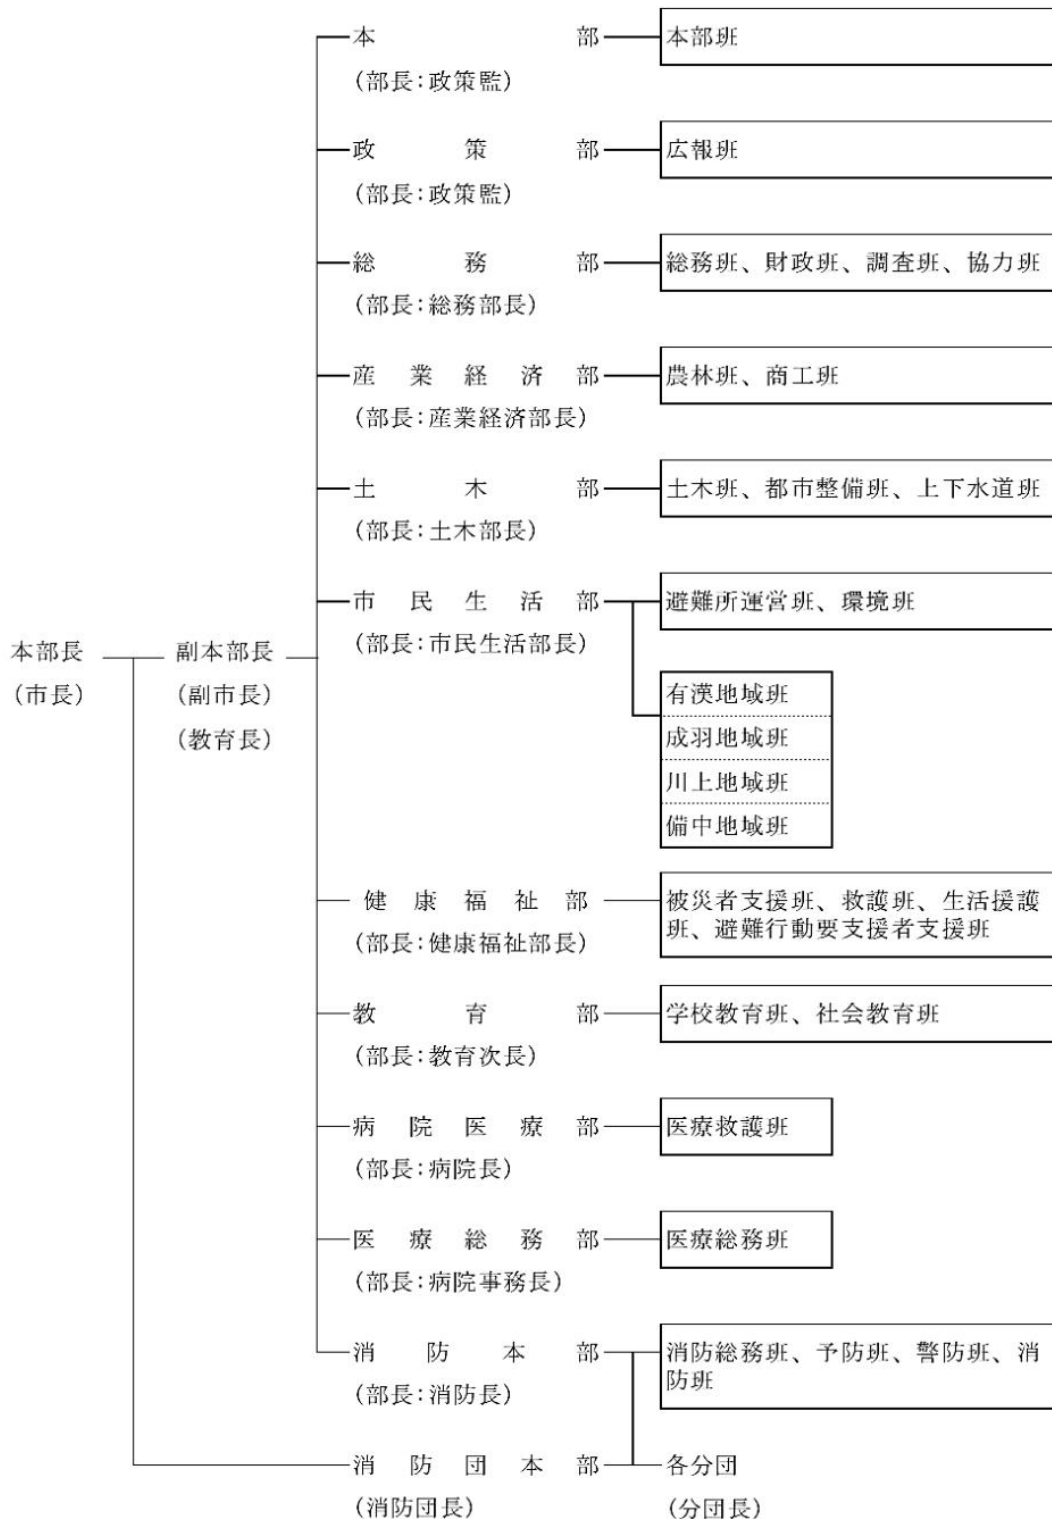 本部 本部班
(部長:政策監)
政策部 広報班
(部長:政策監)
総務部 総務班、財政班、調査班、協力班
(部長:総務部長)
産業経済部 農林班、商工班
(部長:産業経済部長)
土木部 土木班、都市整備班、上下水道班
(部長:土木部長)
市民生活部 避難所運営班、環境班
(部長:市民生活部長)
本部長 副本部長
(市長) (副市長)
(教育長)
有漢地域班
成羽地域班
川上地域班
備中地域班
健康福祉部 被災者支援班、救護班、生活援護
班、避難行動要支援者支援班
(部長:健康福祉部長)
教育部 学校教育班、社会教育班
(部長:教育次長)
病院医療部 医療救護班
(部長:病院長)
医療総務部 医療総務班
(部長:病院事務長)
消防本部 消防総務班、予防班、警防班、消
防班
(部長:消防長)
消防団本部 各分団
(消防団長) (分団長)